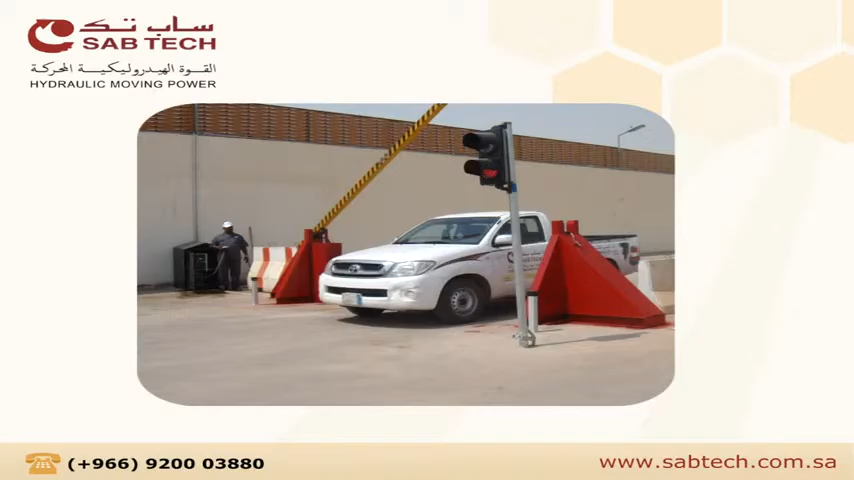 ساب تك
SAB TECH
القوة الهيدروليكية المحركة
HYDRAULIC MOVING POWER
(+966) 9200 03880
www.sabtech.com.sa